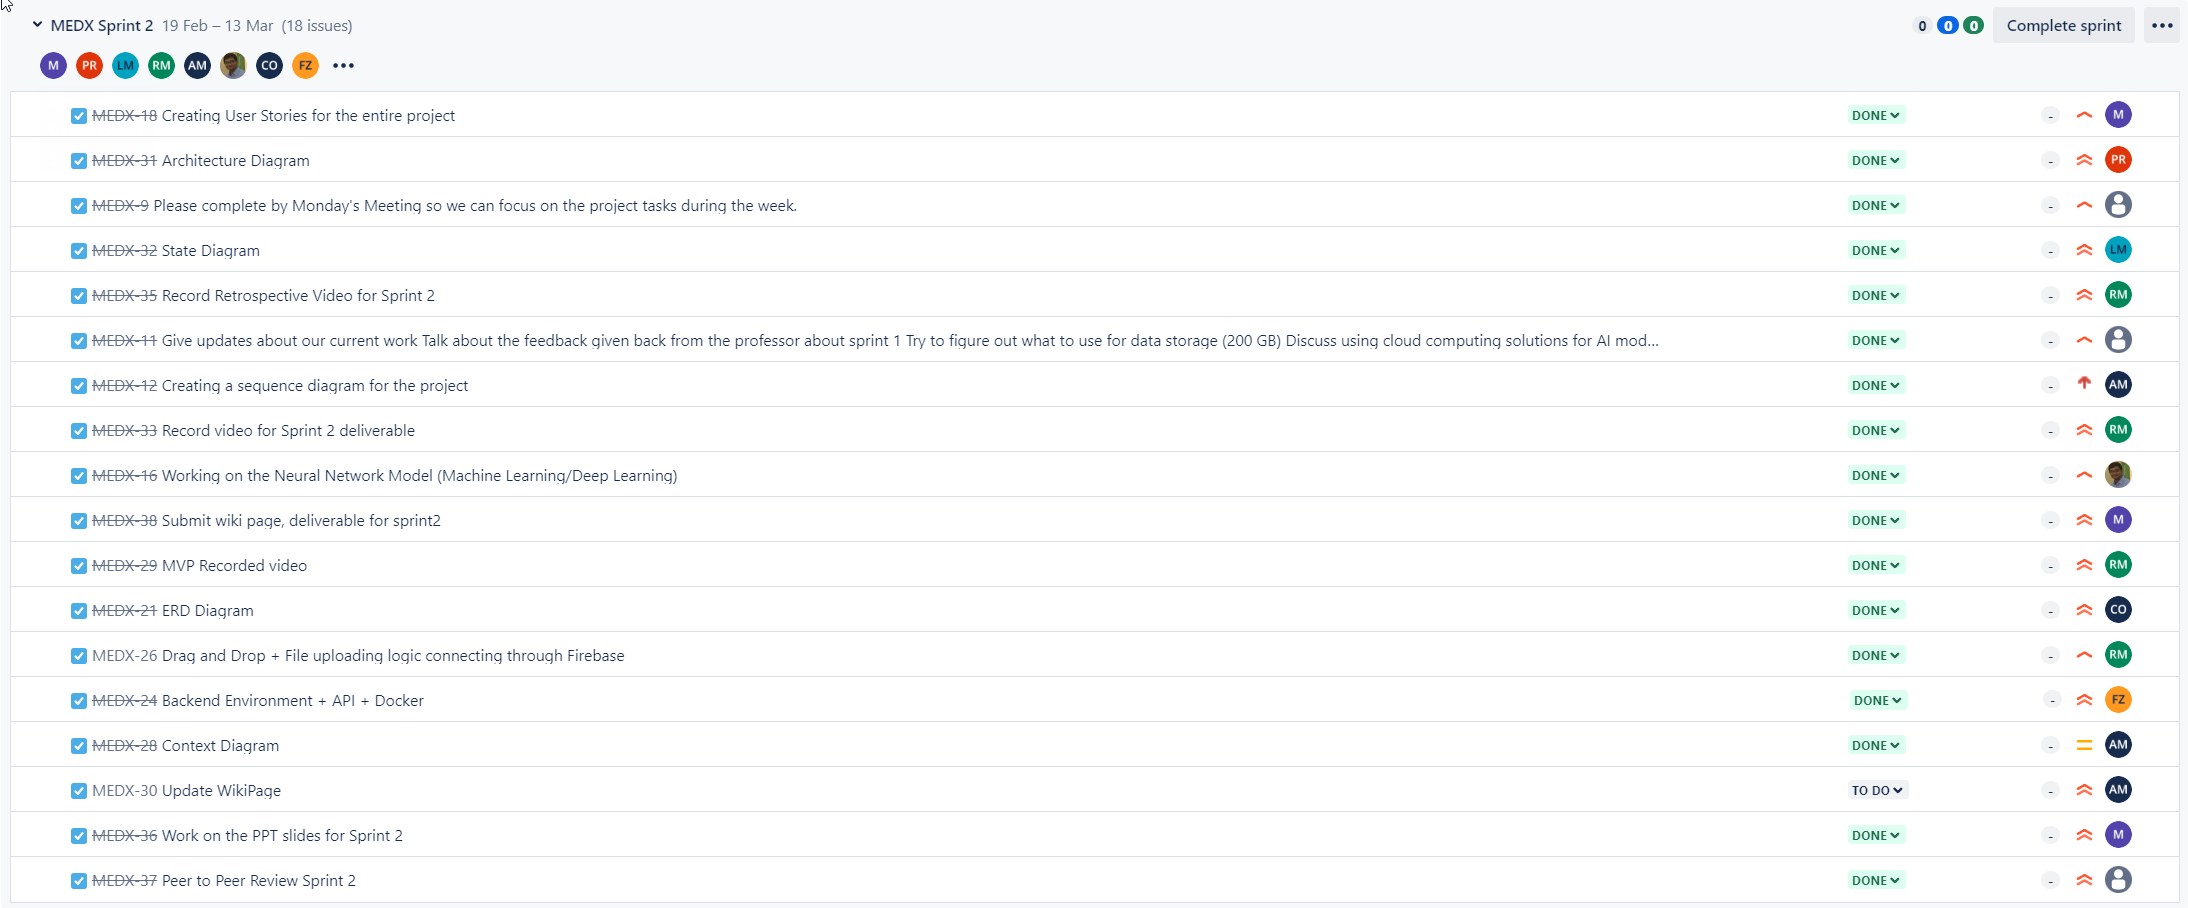 MEDX Sprint 2 19 Feb – 13 Mar (18 issues) 0 0 0 Complete sprint •••
M PR LM RM AM CO FZ •••
MEDX-18 Creating User Stories for the entire project DONE - M
MEDX-31 Architecture Diagram DONE - PR
MEDX-9 Please complete by Monday's Meeting so we can focus on the project tasks during the week. DONE -
MEDX-32 State Diagram DONE - LM
MEDX-35 Record Retrospective Video for Sprint 2 DONE - RM
MEDX-11 Give updates about our current work Talk about the feedback given back from the professor about sprint 1 Try to figure out what to use for data storage (200 GB) Discuss using cloud computing solutions for AI mod... DONE -
MEDX-12 Creating a sequence diagram for the project DONE - AM
MEDX-33 Record video for Sprint 2 deliverable DONE - RM
MEDX-16 Working on the Neural Network Model (Machine Learning/Deep Learning) DONE -
MEDX-38 Submit wiki page, deliverable for sprint2 DONE - M
MEDX-29 MVP Recorded video DONE - RM
MEDX-21 ERD Diagram DONE - CO
MEDX-26 Drag and Drop + File uploading logic connecting through Firebase DONE - RM
MEDX-24 Backend Environment + API + Docker DONE - FZ
MEDX-28 Context Diagram DONE - AM
MEDX-30 Update WikiPage TO DO - AM
MEDX-36 Work on the PPT slides for Sprint 2 DONE - M
MEDX-37 Peer to Peer Review Sprint 2 DONE -